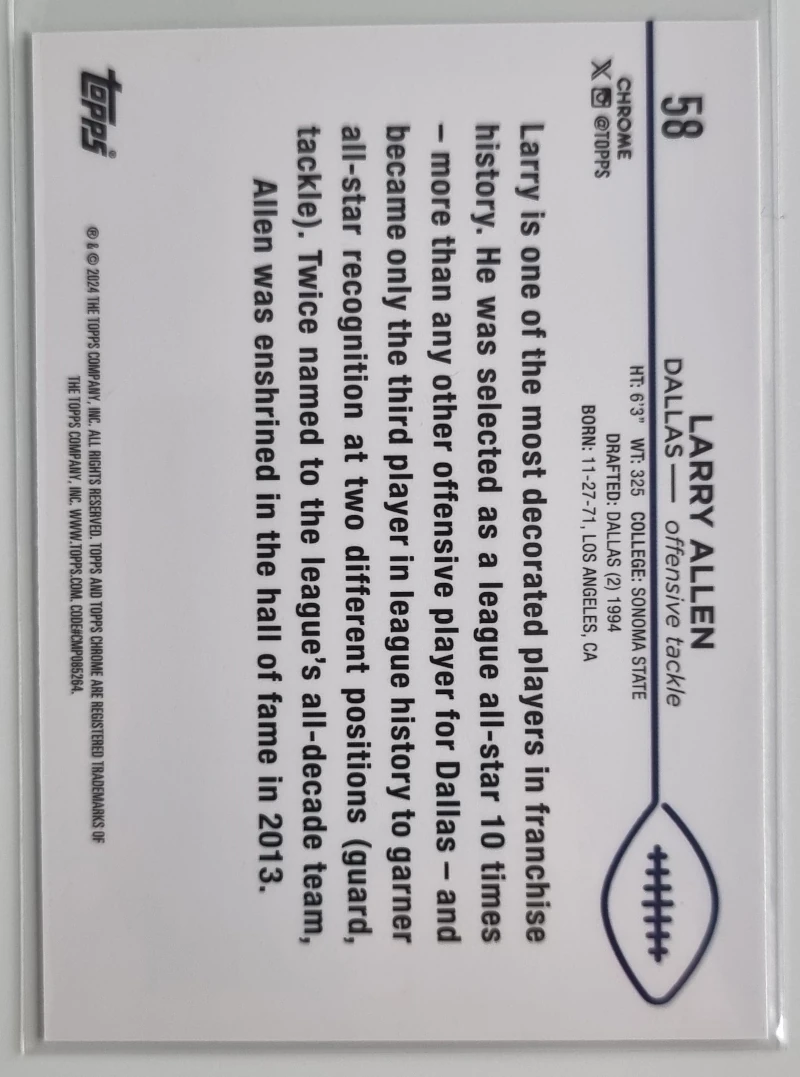 58
LARRY ALLEN
DALLAS — offensive tackle
CHROME
X @TOPPS
HT: 6'3" WT: 325 COLLEGE: SONOMA STATE
DRAFTED: DALLAS (2) 1994
BORN: 11-27-71, LOS ANGELES, CA
Larry is one of the most decorated players in franchise
history. He was selected as a league all-star 10 times
– more than any other offensive player for Dallas – and
became only the third player in league history to garner
all-star recognition at two different positions (guard,
tackle). Twice named to the league's all-decade team,
Allen was enshrined in the hall of fame in 2013.
topps®
® & © 2024 THE TOPPS COMPANY, INC. ALL RIGHTS RESERVED. TOPPS AND TOPPS CHROME ARE REGISTERED TRADEMARKS OF
THE TOPPS COMPANY, INC. WWW.TOPPS.COM. CODE#CMP085264.